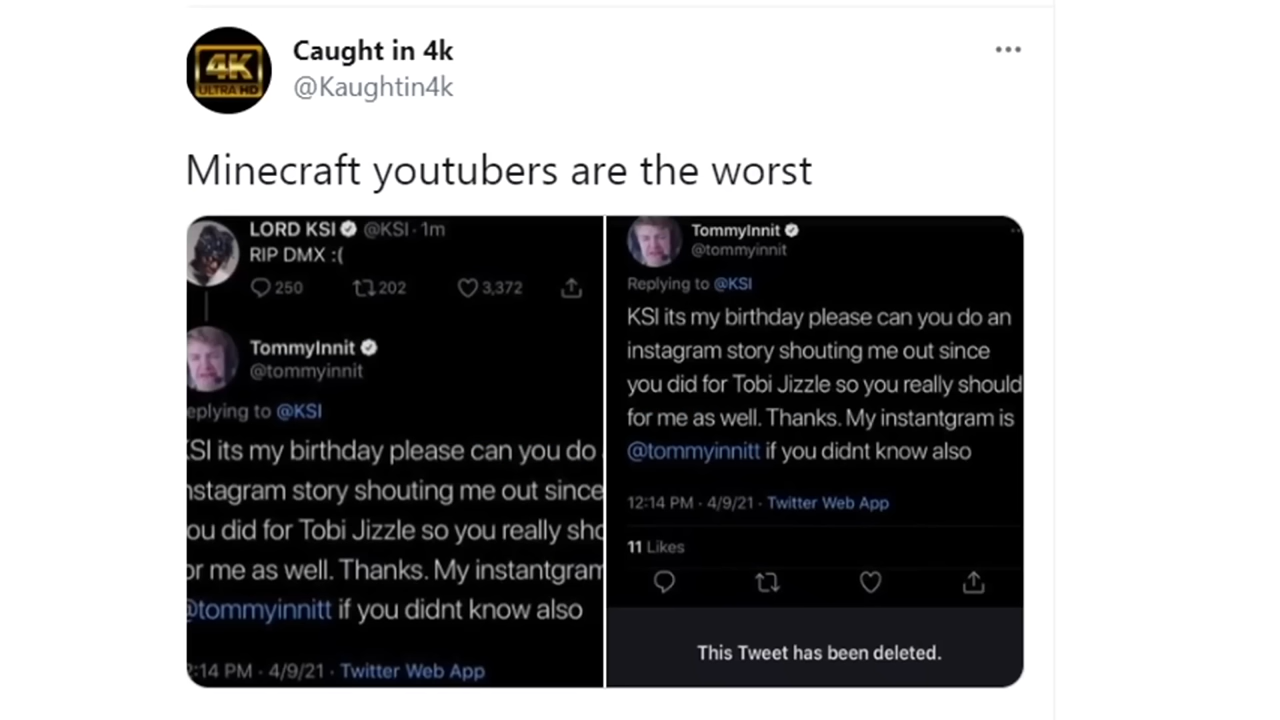 4K
ULTRA HD
Caught in 4k
@Kaughtin4k
Minecraft youtubers are the worst
LORD KSI @KSI · 1m
RIP DMX :(
250 202 3,372
TommyInnit
@tommyinnit
eplying to @KSI
KSI its my birthday please can you do
nstagram story shouting me out since
ou did for Tobi Jizzle so you really sho
or me as well. Thanks. My instantgram
@tommyinnitt if you didnt know also
2:14 PM · 4/9/21 · Twitter Web App
TommyInnit
@tommyinnit
Replying to @KSI
KSI its my birthday please can you do an
instagram story shouting me out since
you did for Tobi Jizzle so you really should
for me as well. Thanks. My instantgram is
@tommyinnitt if you didnt know also
12:14 PM · 4/9/21 · Twitter Web App
11 Likes
This Tweet has been deleted.